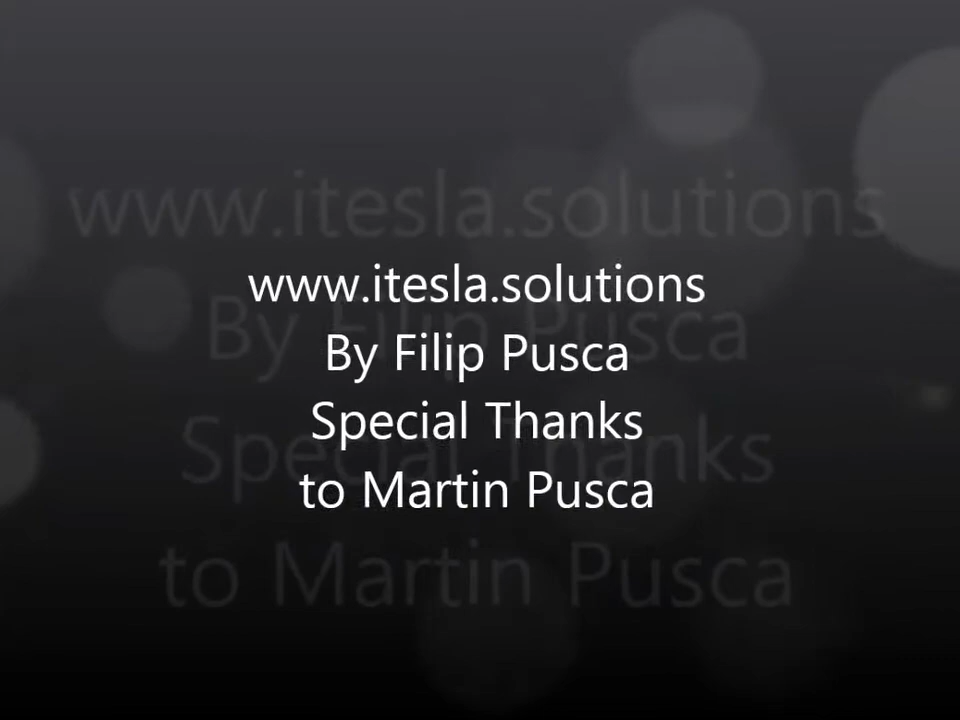 www.itesla.solutions
By Filip Pusca
Special Thanks
to Martin Pusca